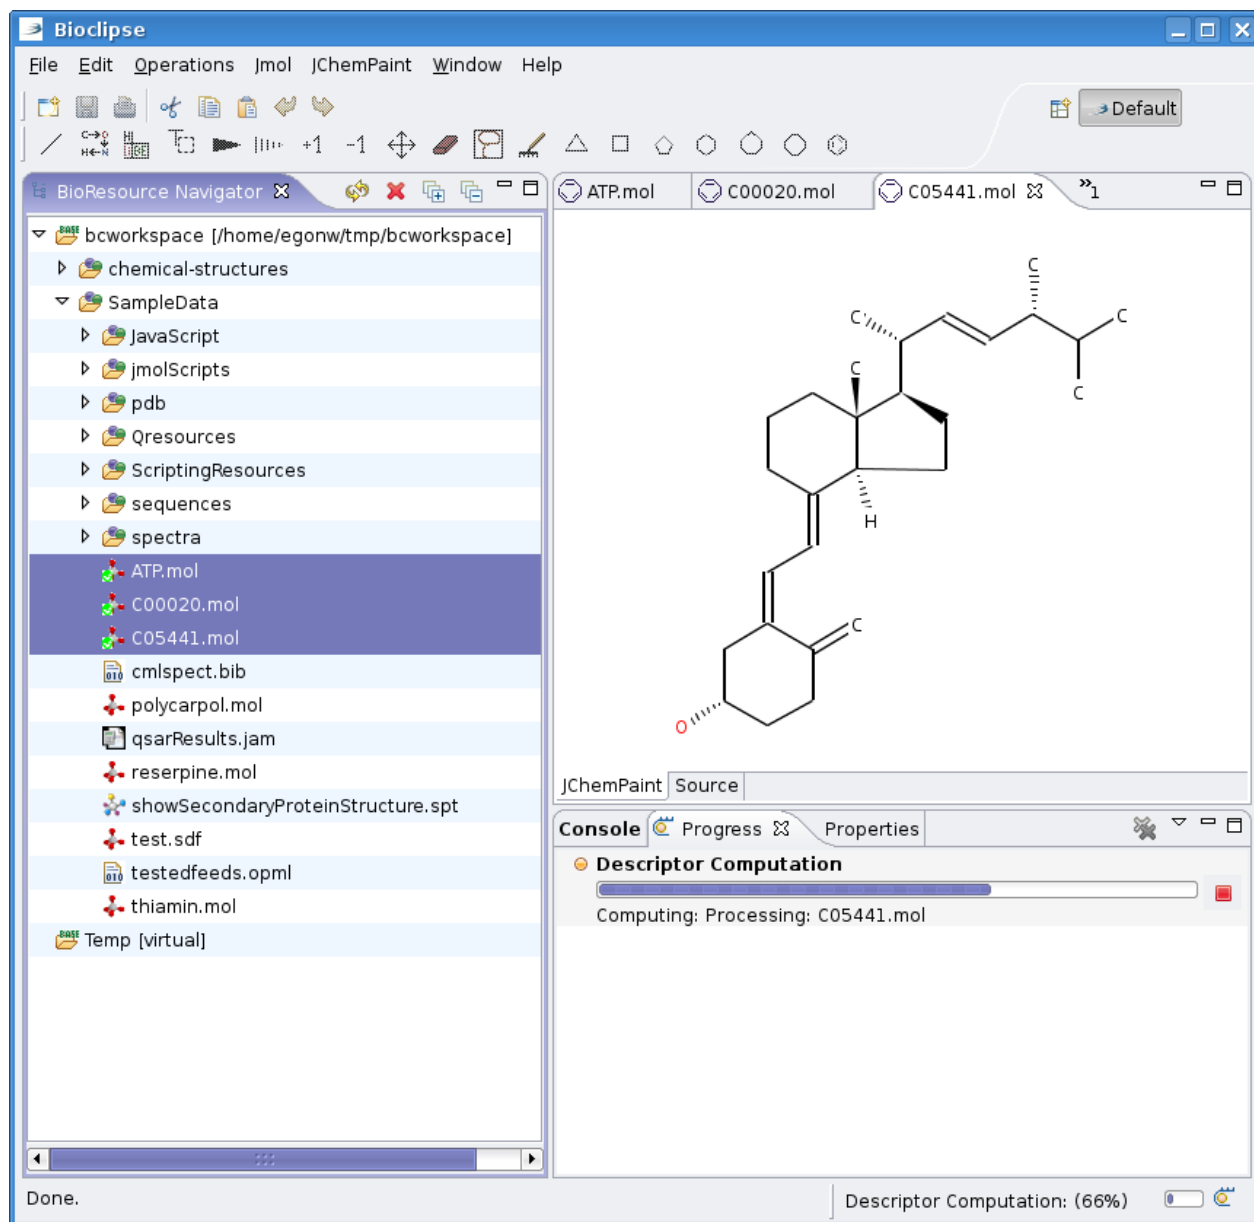 Bioclipse
File Edit Operations Jmol JChemPaint Window Help
Default
+1 -1
BioResource Navigator
ATP.mol C00020.mol C05441.mol »1
bcworkspace [/home/egonw/tmp/bcworkspace]
chemical-structures
SampleData
JavaScript
jmolScripts
pdb
Qresources
ScriptingResources
sequences
spectra
ATP.mol
C00020.mol
C05441.mol
cmlspect.bib
polycarpol.mol
qsarResults.jam
reserpine.mol
showSecondaryProteinStructure.spt
test.sdf
testedfeeds.opml
thiamin.mol
Temp [virtual]
C
C
C
C
C
H
C
O
JChemPaint Source
Console Progress Properties
Descriptor Computation
Computing: Processing: C05441.mol
Done.
Descriptor Computation: (66%)